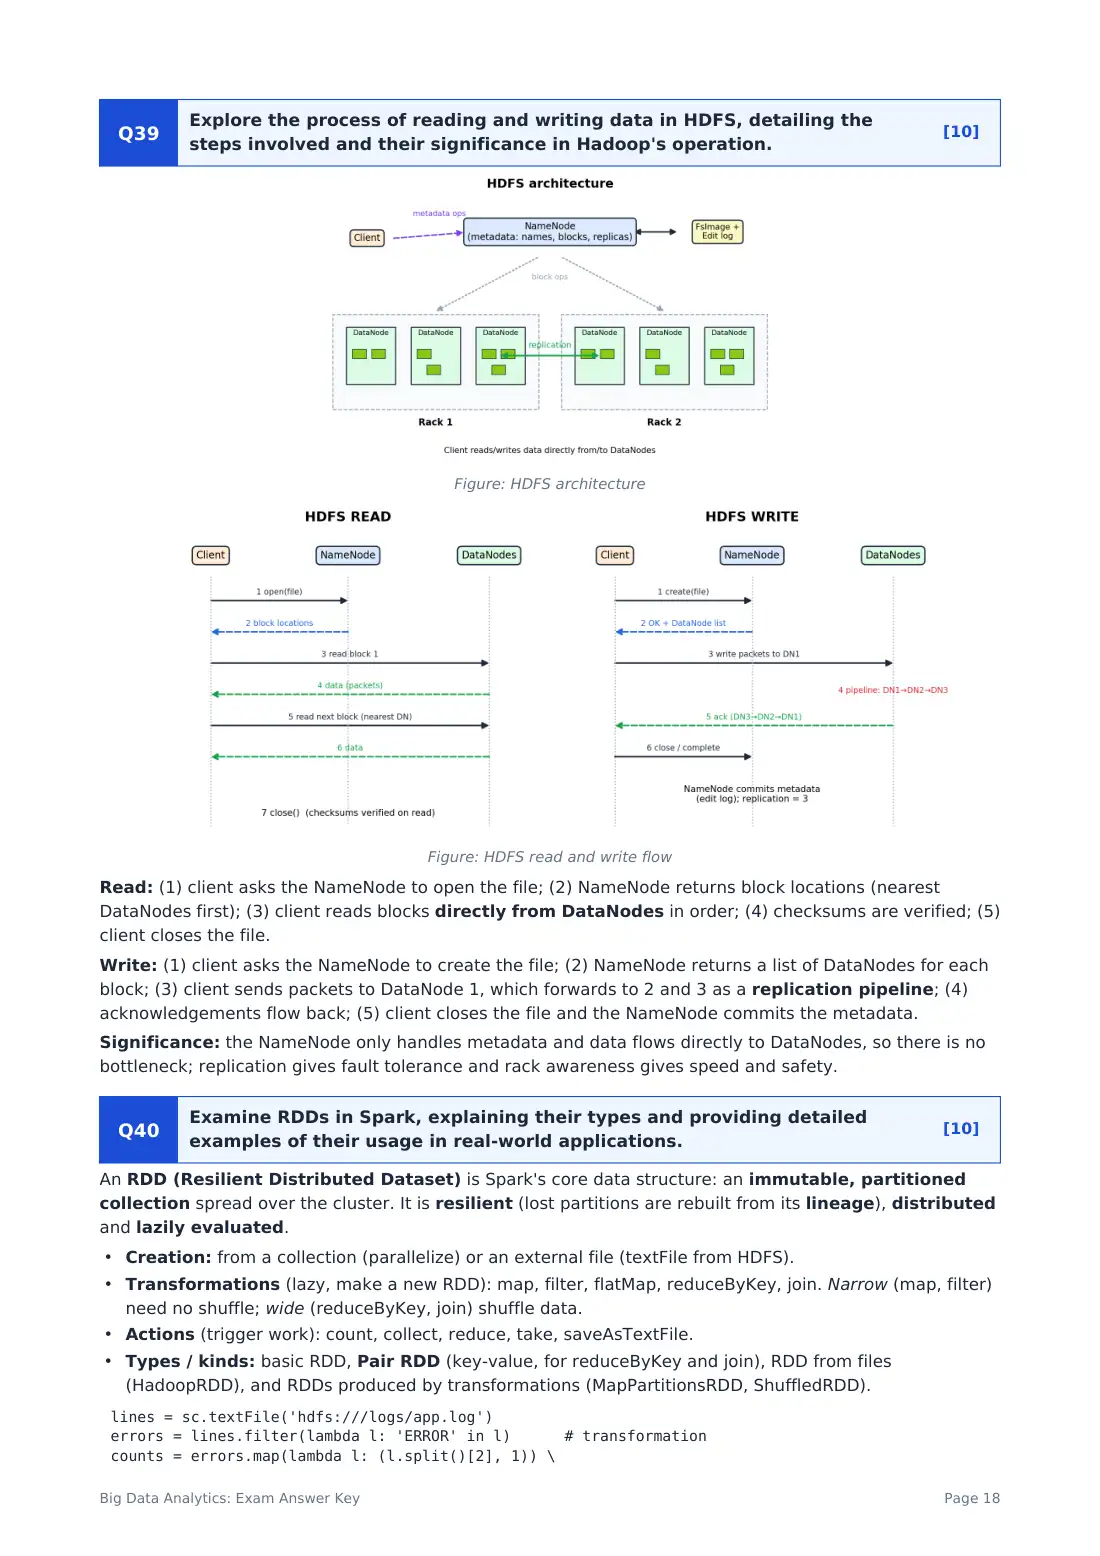 Q39
Explore the process of reading and writing data in HDFS, detailing the
steps involved and their significance in Hadoop's operation.
[10]
HDFS architecture
metadata ops
Client
NameNode
(metadata: names, blocks, replicas)
FsImage +
Edit log
block ops
DataNode
DataNode
DataNode
replication
DataNode
DataNode
DataNode
Rack 1
Rack 2
Client reads/writes data directly from/to DataNodes
Figure: HDFS architecture
HDFS READ
Client
NameNode
DataNodes
1 open(file)
2 block locations
3 read block 1
4 data (packets)
5 read next block (nearest DN)
6 data
7 close()  (checksums verified on read)
HDFS WRITE
Client
NameNode
DataNodes
1 create(file)
2 OK + DataNode list
3 write packets to DN1
4 pipeline: DN1→DN2→DN3
5 ack (DN3→DN2→DN1)
6 close / complete
NameNode commits metadata
(edit log); replication = 3
Figure: HDFS read and write flow
Read: (1) client asks the NameNode to open the file; (2) NameNode returns block locations (nearest
DataNodes first); (3) client reads blocks directly from DataNodes in order; (4) checksums are verified; (5)
client closes the file.
Write: (1) client asks the NameNode to create the file; (2) NameNode returns a list of DataNodes for each
block; (3) client sends packets to DataNode 1, which forwards to 2 and 3 as a replication pipeline; (4)
acknowledgements flow back; (5) client closes the file and the NameNode commits the metadata.
Significance: the NameNode only handles metadata and data flows directly to DataNodes, so there is no
bottleneck; replication gives fault tolerance and rack awareness gives speed and safety.
Q40
Examine RDDs in Spark, explaining their types and providing detailed
examples of their usage in real-world applications.
[10]
An RDD (Resilient Distributed Dataset) is Spark's core data structure: an immutable, partitioned
collection spread over the cluster. It is resilient (lost partitions are rebuilt from its lineage), distributed
and lazily evaluated.
• Creation: from a collection (parallelize) or an external file (textFile from HDFS).
• Transformations (lazy, make a new RDD): map, filter, flatMap, reduceByKey, join. Narrow (map, filter)
need no shuffle; wide (reduceByKey, join) shuffle data.
• Actions (trigger work): count, collect, reduce, take, saveAsTextFile.
• Types / kinds: basic RDD, Pair RDD (key-value, for reduceByKey and join), RDD from files
(HadoopRDD), and RDDs produced by transformations (MapPartitionsRDD, ShuffledRDD).
lines = sc.textFile('hdfs:///logs/app.log')
errors = lines.filter(lambda l: 'ERROR' in l)      # transformation
counts = errors.map(lambda l: (l.split()[2], 1)) \
Big Data Analytics: Exam Answer Key
Page 18